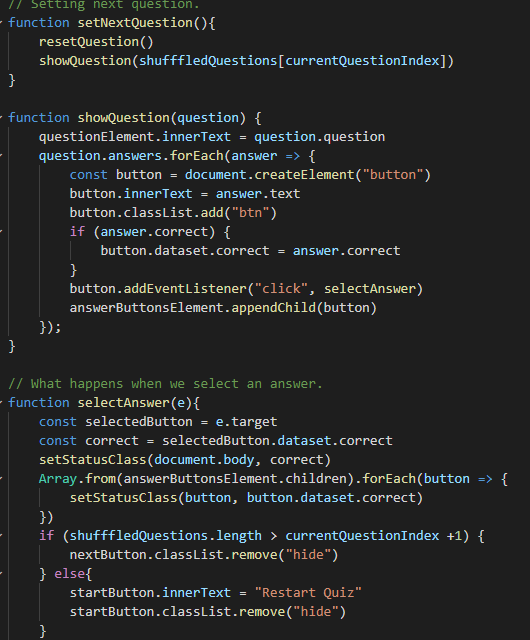 // Setting next question.
function setNextQuestion(){
    resetQuestion()
    showQuestion(shufffledQuestions[currentQuestionIndex])
}

function showQuestion(question) {
    questionElement.innerText = question.question
    question.answers.forEach(answer => {
        const button = document.createElement("button")
        button.innerText = answer.text
        button.classList.add("btn")
        if (answer.correct) {
            button.dataset.correct = answer.correct
        }
        button.addEventListener("click", selectAnswer)
        answerButtonsElement.appendChild(button)
    });
}

// What happens when we select an answer.
function selectAnswer(e){
    const selectedButton = e.target
    const correct = selectedButton.dataset.correct
    setStatusClass(document.body, correct)
    Array.from(answerButtonsElement.children).forEach(button => {
        setStatusClass(button, button.dataset.correct)
    })
    if (shufffledQuestions.length > currentQuestionIndex +1) {
        nextButton.classList.remove("hide")
    } else{
        startButton.innerText = "Restart Quiz"
        startButton.classList.remove("hide")
    }